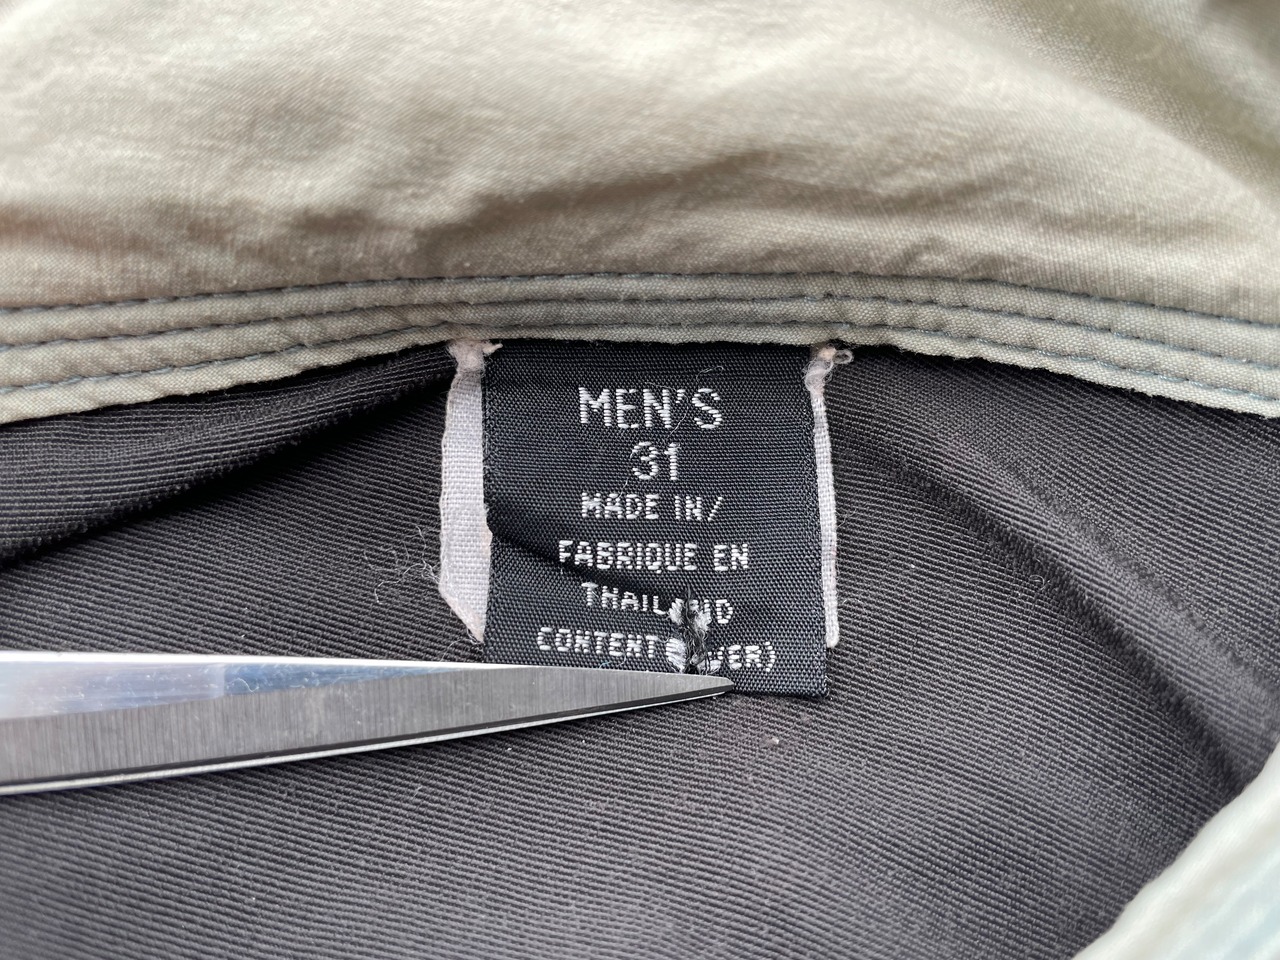 MEN'S
31
MADE IN/
FABRIQUE EN
THAILAND
CONTENT